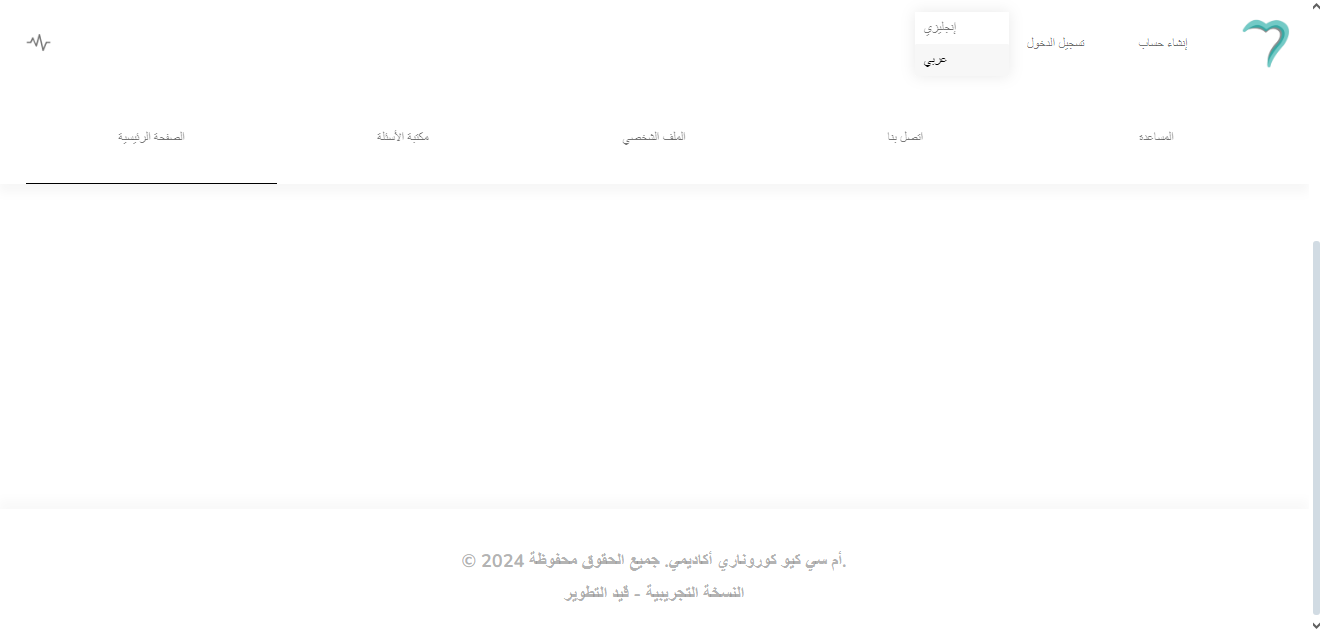 إنشاء حساب
تسجيل الدخول
إنجليزي
عربي
المساعدة
اتصل بنا
الملف الشخصي
مكتبة الأسئلة
الصفحة الرئيسية
.أم سي كيو كوروناري أكاديمي. جميع الحقوق محفوظة 2024 ©
النسخة التجريبية - قيد التطوير